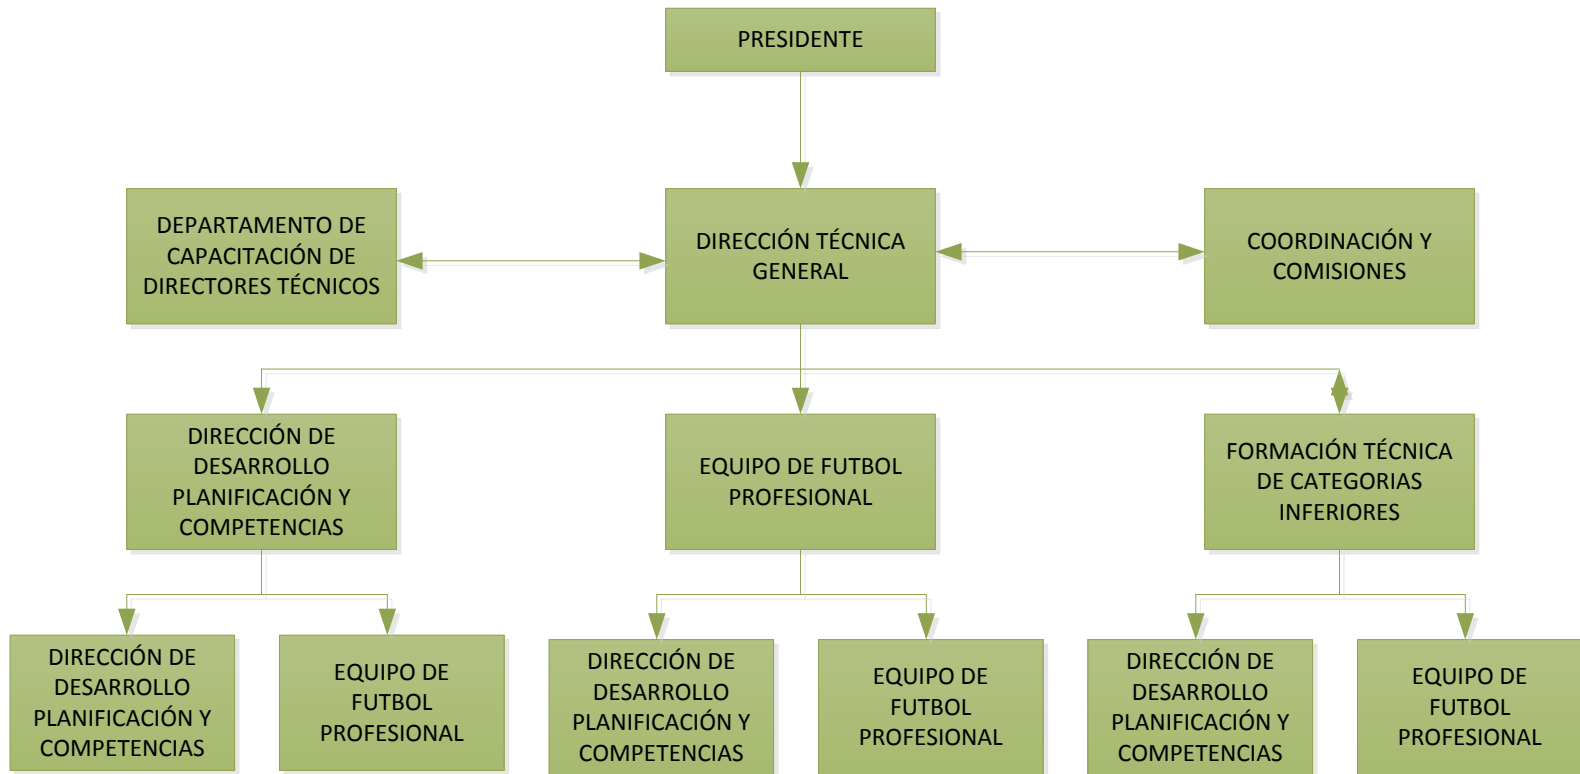 PRESIDENTE
DEPARTAMENTO DE
CAPACITACIÓN DE
DIRECTORES TÉCNICOS
DIRECCIÓN TÉCNICA
GENERAL
COORDINACIÓN Y
COMISIONES
DIRECCIÓN DE
DESARROLLO
PLANIFICACIÓN Y
COMPETENCIAS
EQUIPO DE FUTBOL
PROFESIONAL
FORMACIÓN TÉCNICA
DE CATEGORIAS
INFERIORES
DIRECCIÓN DE
DESARROLLO
PLANIFICACIÓN Y
COMPETENCIAS
EQUIPO DE
FUTBOL
PROFESIONAL
DIRECCIÓN DE
DESARROLLO
PLANIFICACIÓN Y
COMPETENCIAS
EQUIPO DE
FUTBOL
PROFESIONAL
DIRECCIÓN DE
DESARROLLO
PLANIFICACIÓN Y
COMPETENCIAS
EQUIPO DE
FUTBOL
PROFESIONAL